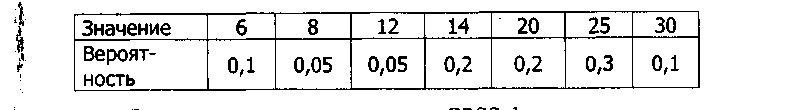 Значение 6 8 12 14 20 25 30
Вероят-
ность 0,1 0,05 0,05 0,2 0,2 0,3 0,1